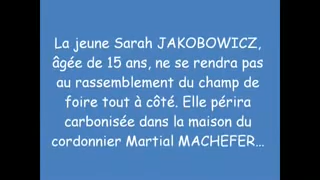 La jeune Sarah JAKOBOWICZ,
âgée de 15 ans, ne se rendra pas
au rassemblement du champ de
foire tout à côté. Elle périra
carbonisée dans la maison du
cordonnier Martial MACHEFER...